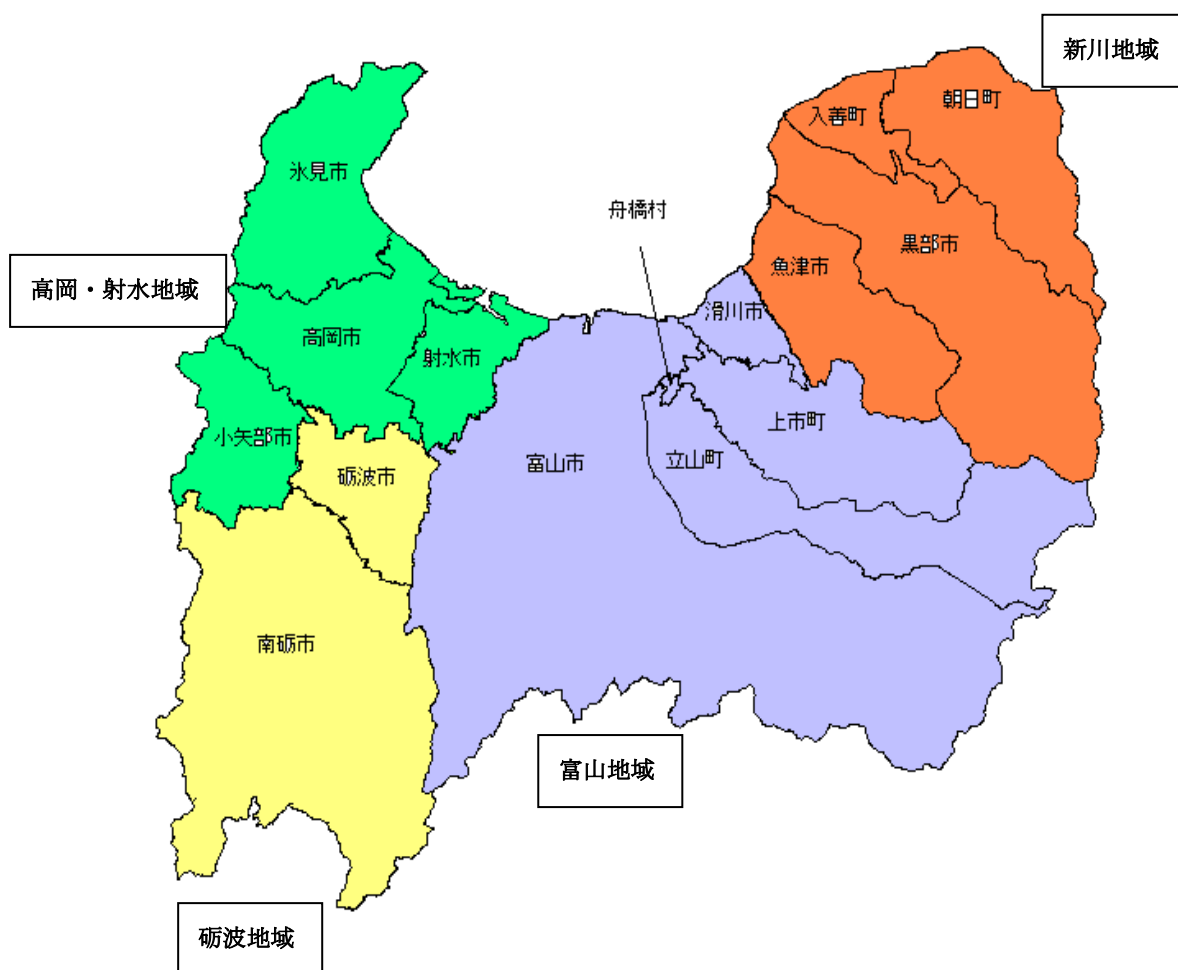 新川地域
朝日町
入善町
氷見市
舟橋村
黒部市
魚津市
高岡・射水地域
滑川市
高岡市
射水市
上市町
小矢部市
立山町
富山市
砺波市
南砺市
富山地域
砺波地域